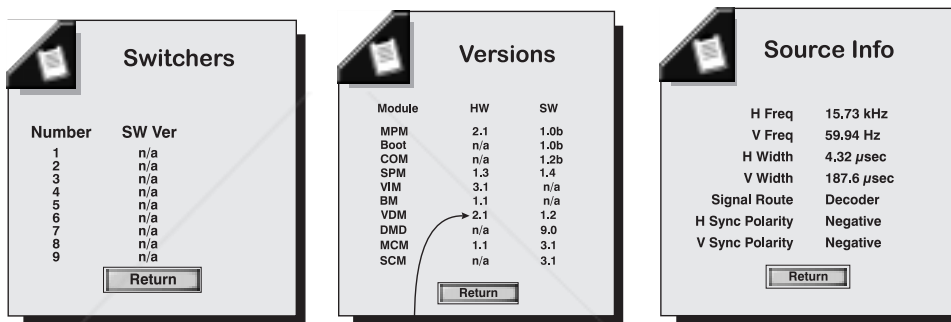 Switchers
Number SW Ver
1 n/a
2 n/a
3 n/a
4 n/a
5 n/a
6 n/a
7 n/a
8 n/a
9 n/a
Return
Versions
Module HW SW
MPM 2.1 1.0b
Boot n/a 1.0b
COM n/a 1.2b
SPM 1.3 1.4
VIM 3.1 n/a
BM 1.1 n/a
VDM 2.1 1.2
DMD n/a 9.0
MCM 1.1 3.1
SCM n/a 3.1
Return
Source Info
H Freq 15.73 kHz
V Freq 59.94 Hz
H Width 4.32 µsec
V Width 187.6 µsec
Signal Route Decoder
H Sync Polarity Negative
V Sync Polarity Negative
Return